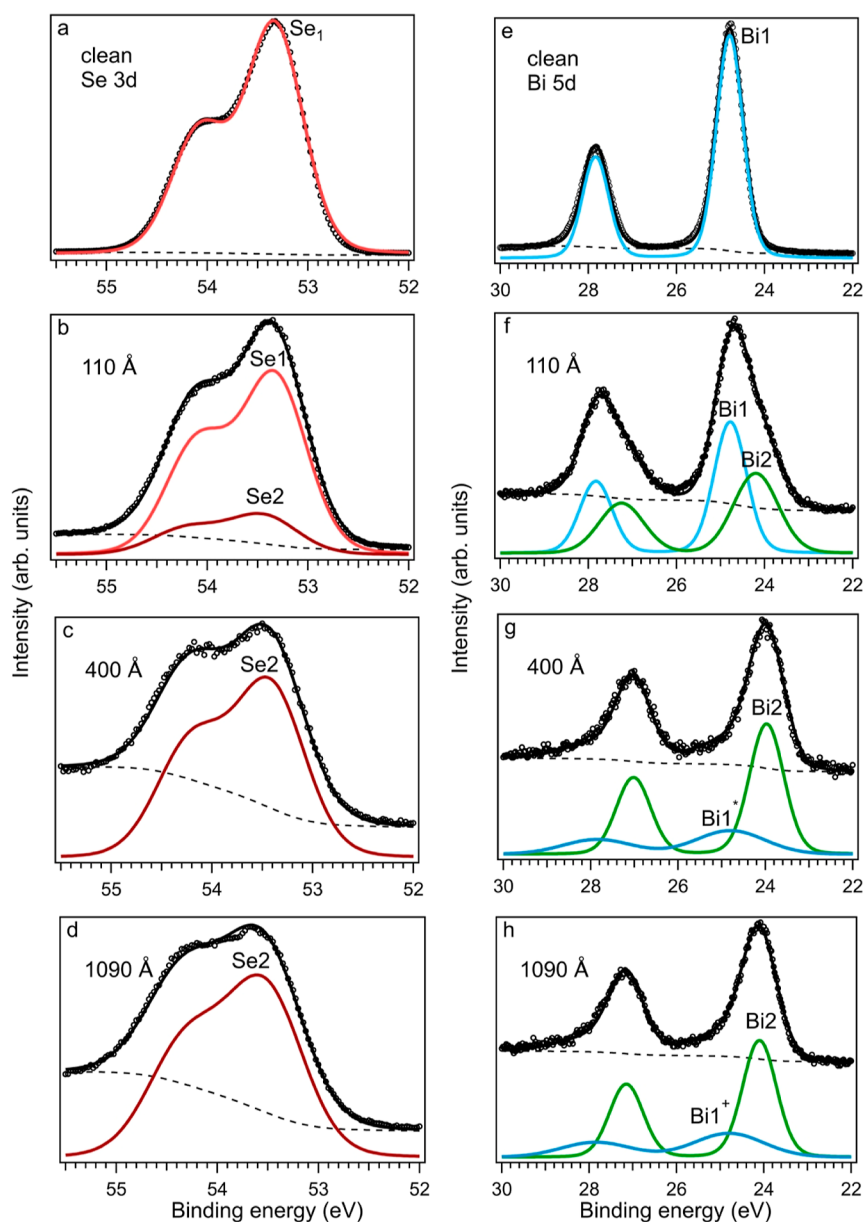 a
clean
Se 3d
Se₁
55 54 53 52
b
110 Å
Se1
Se2
55 54 53 52
c
400 Å
Se2
55 54 53 52
d
1090 Å
Se2
55 54 53 52
Binding energy (eV)
Intensity (arb. units)
e
clean
Bi 5d
Bi1
30 28 26 24 22
f
110 Å
Bi1
Bi2
30 28 26 24 22
g
400 Å
Bi2
Bi1*
30 28 26 24 22
h
1090 Å
Bi2
Bi1⁺
30 28 26 24 22
Binding energy (eV)
Intensity (arb. units)